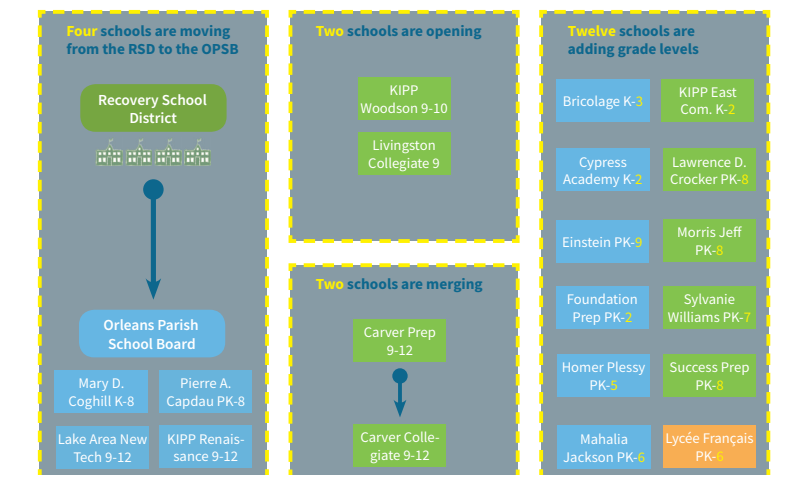 Four schools are moving
from the RSD to the OPSB
Recovery School
District
Orleans Parish
School Board
Mary D.
Coghill K-8
Pierre A.
Capdau PK-8
Lake Area New
Tech 9-12
KIPP Renais-
sance 9-12
Two schools are opening
KIPP
Woodson 9-10
Livingston
Collegiate 9
Two schools are merging
Carver Prep
9-12
Carver Colle-
giate 9-12
Twelve schools are
adding grade levels
Bricolage K-3
KIPP East
Com. K-2
Cypress
Academy K-2
Lawrence D.
Crocker PK-8
Einstein PK-9
Morris Jeff
PK-8
Foundation
Prep PK-2
Sylvanie
Williams PK-7
Homer Plessy
PK-5
Success Prep
PK-8
Mahalia
Jackson PK-6
Lycée Français
PK-6